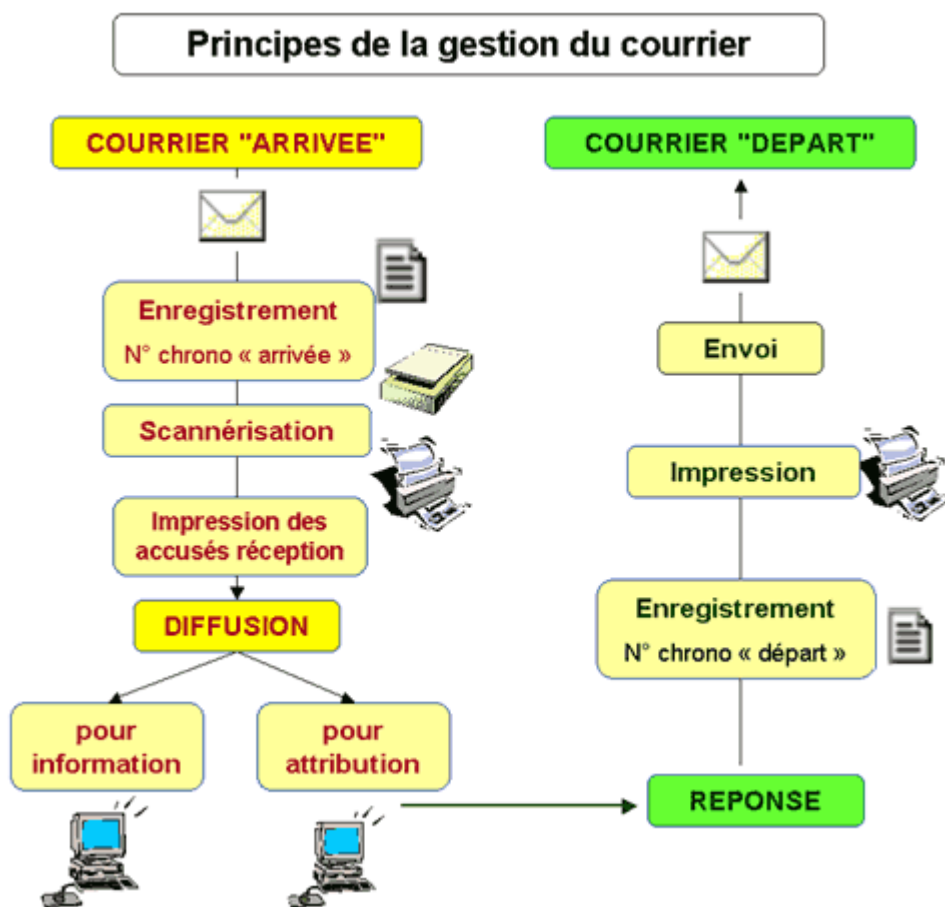 Principes de la gestion du courrier
COURRIER "ARRIVEE"
Enregistrement
N° chrono « arrivée »
Scannérisation
Impression des
accusés réception
DIFFUSION
pour
information
pour
attribution
COURRIER "DEPART"
Envoi
Impression
Enregistrement
N° chrono « départ »
REPONSE